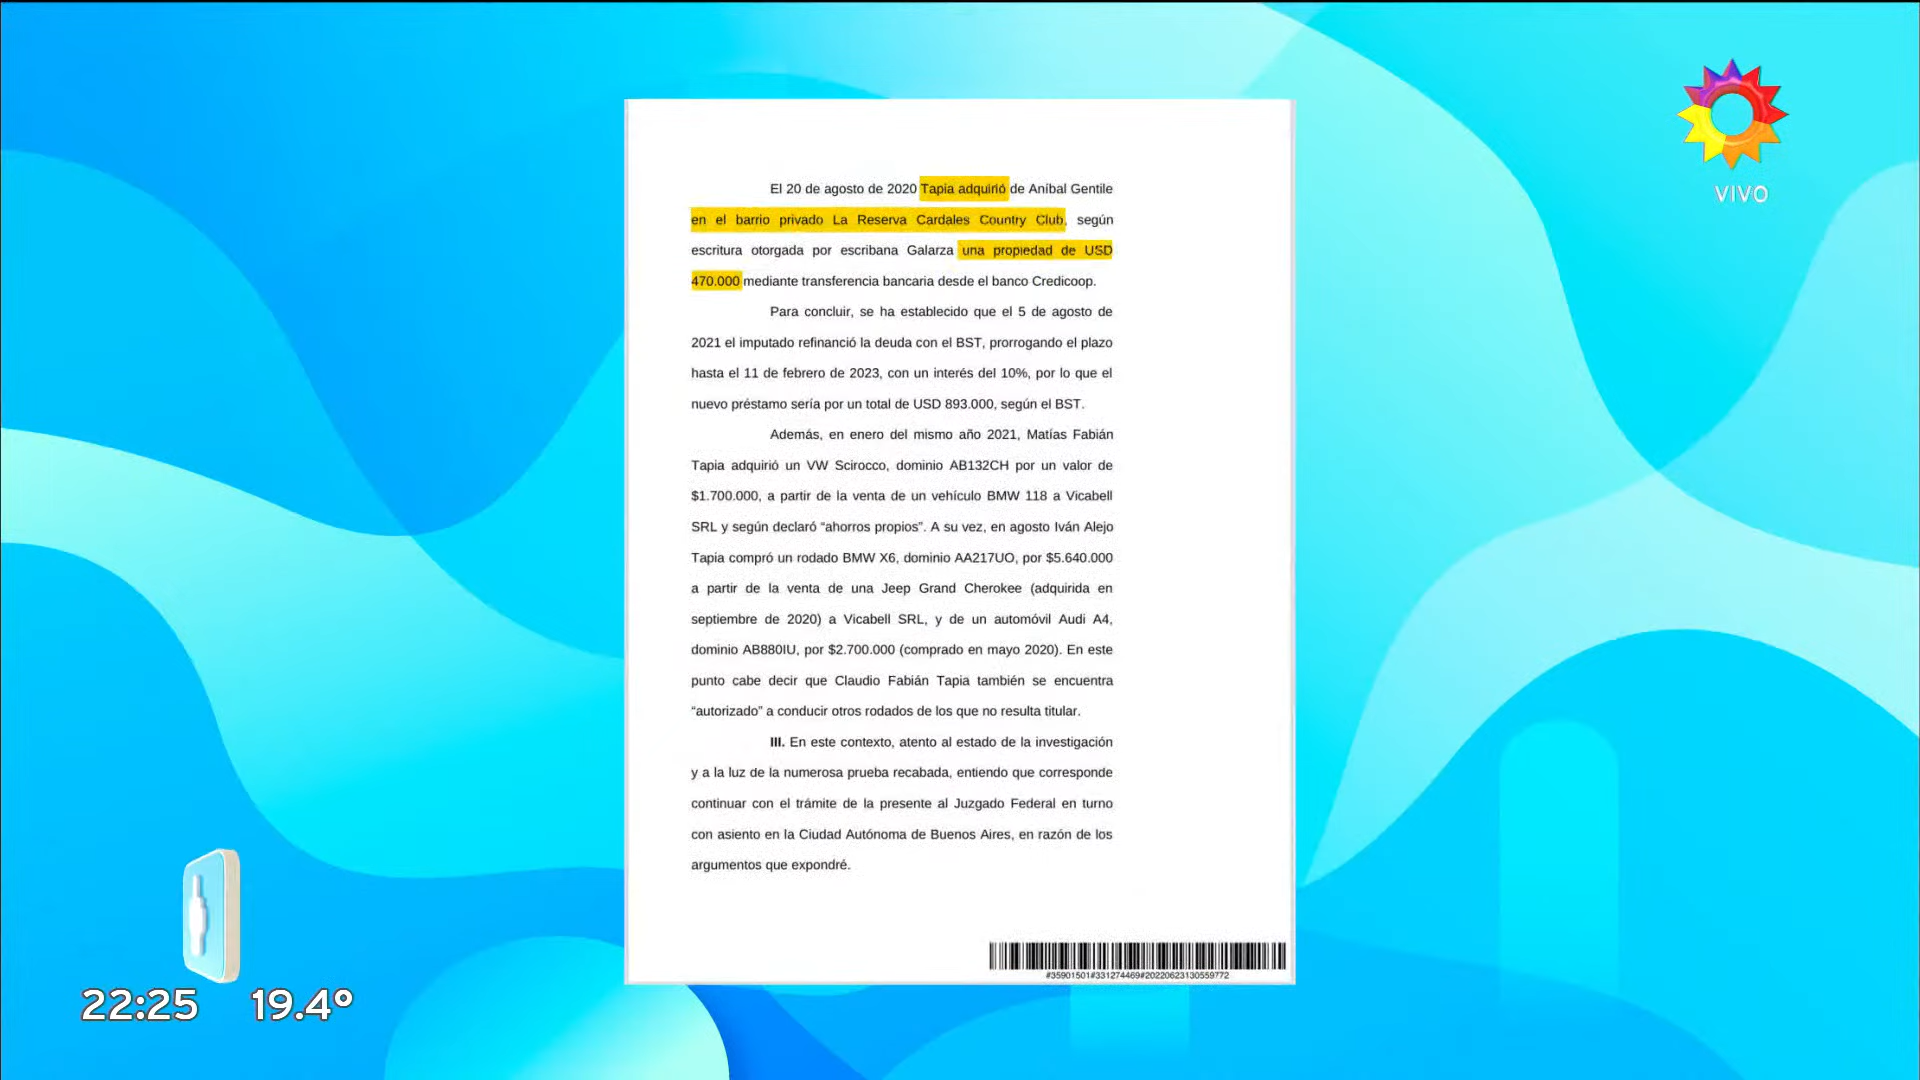 VIVO
El 20 de agosto de 2020 Tapia adquirió de Aníbal Gentile
en el barrio privado La Reserva Cardales Country Club, según
escritura otorgada por escribana Galarza una propiedad de USD
470.000 mediante transferencia bancaria desde el banco Credicoop.
Para concluir, se ha establecido que el 5 de agosto de
2021 el imputado refinanció la deuda con el BST, prorrogando el plazo
hasta el 11 de febrero de 2023, con un interés del 10%, por lo que el
nuevo préstamo sería por un total de USD 893.000, según el BST.
Además, en enero del mismo año 2021, Matías Fabián
Tapia adquirió un VW Scirocco, dominio AB132CH por un valor de
$1.700.000, a partir de la venta de un vehículo BMW 118 a Vicabell
SRL y según declaró “ahorros propios”. A su vez, en agosto Iván Alejo
Tapia compró un rodado BMW X6, dominio AA217UO, por $5.640.000
a partir de la venta de una Jeep Grand Cherokee (adquirida en
septiembre de 2020) a Vicabell SRL, y de un automóvil Audi A4,
dominio AB880IU, por $2.700.000 (comprado en mayo 2020). En este
punto cabe decir que Claudio Fabián Tapia también se encuentra
“autorizado” a conducir otros rodados de los que no resulta titular.
III. En este contexto, atento al estado de la investigación
y a la luz de la numerosa prueba recabada, entiendo que corresponde
continuar con el trámite de la presente al Juzgado Federal en turno
con asiento en la Ciudad Autónoma de Buenos Aires, en razón de los
argumentos que expondré.
#35901501#331274469#20220623130559772
22:25 19.4°